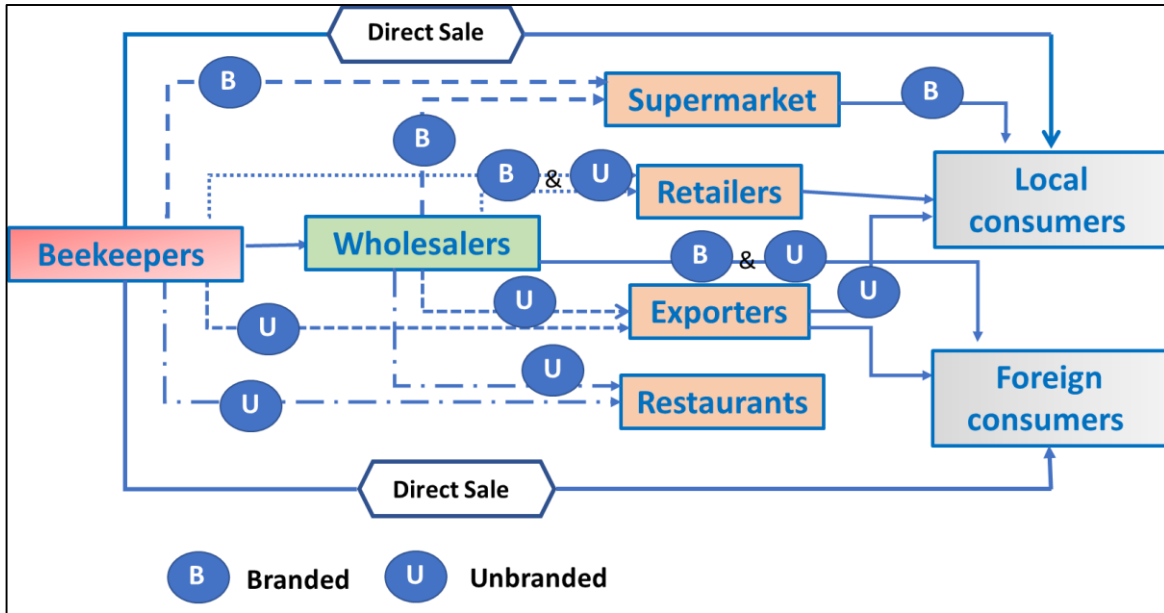 Direct Sale
B
B
Supermarket
B
B & U
Retailers
Local
consumers
Beekeepers
Wholesalers
B & U
U
U
Exporters
U
U
U
Restaurants
Foreign
consumers
Direct Sale
B Branded U Unbranded